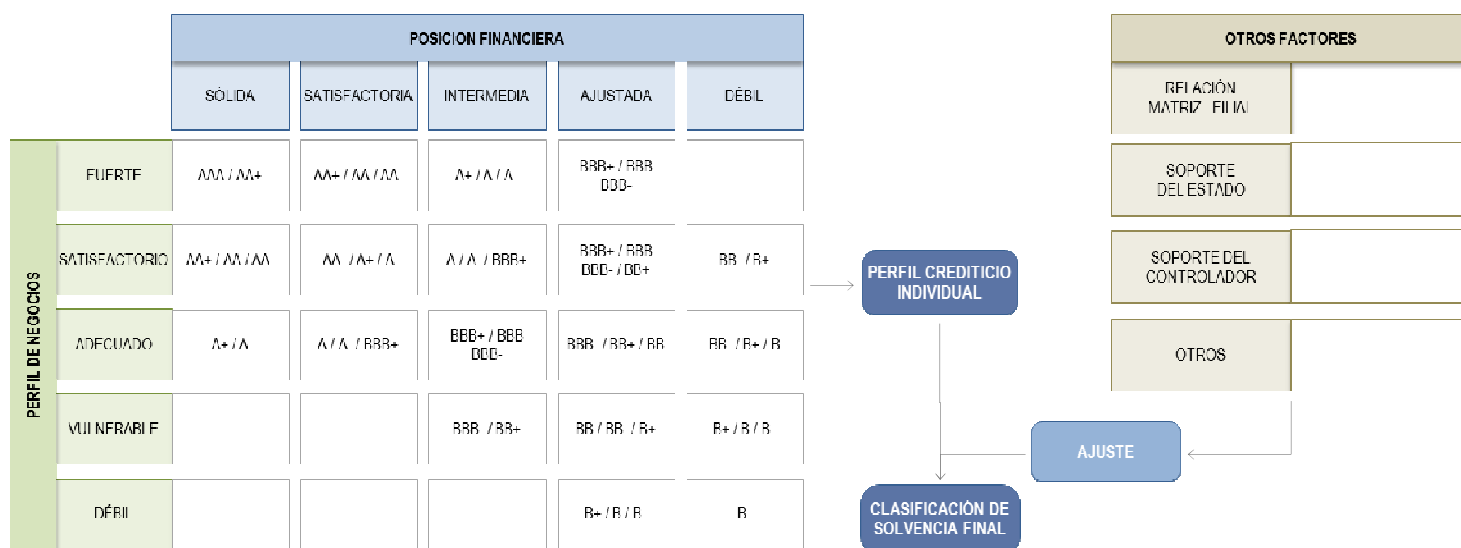 POSICION FINANCIERA
SÓLIDA
SATISFACTORIA
INTERMEDIA
AJUSTADA
DÉBIL
PERFIL DE NEGOCIOS
FUERTE
AAA / AA+
AA+ / AA / AA
A+ / A / A
BBB+ / BBB
BBB-
SATISFACTORIO
AA+ / AA / AA
AA / A+ / A
A / A / BBB+
BBB+ / BBB
BBB- / BB+
BB / B+
ADECUADO
A+ / A
A / A / BBB+
BBB+ / BBB
BBB-
BBB / BB+ / BB
BB / B+ / B
VULNERABLE
BBB / BB+
BB / BB / B+
B+ / B / B
DÉBIL
B+ / B / B
B
PERFIL CREDITICIO
INDIVIDUAL
CLASIFICACIÓN DE
SOLVENCIA FINAL
AJUSTE
OTROS FACTORES
RELACIÓN
MATRIZ FILIAL
SOPORTE
DEL ESTADO
SOPORTE DEL
CONTROLADOR
OTROS